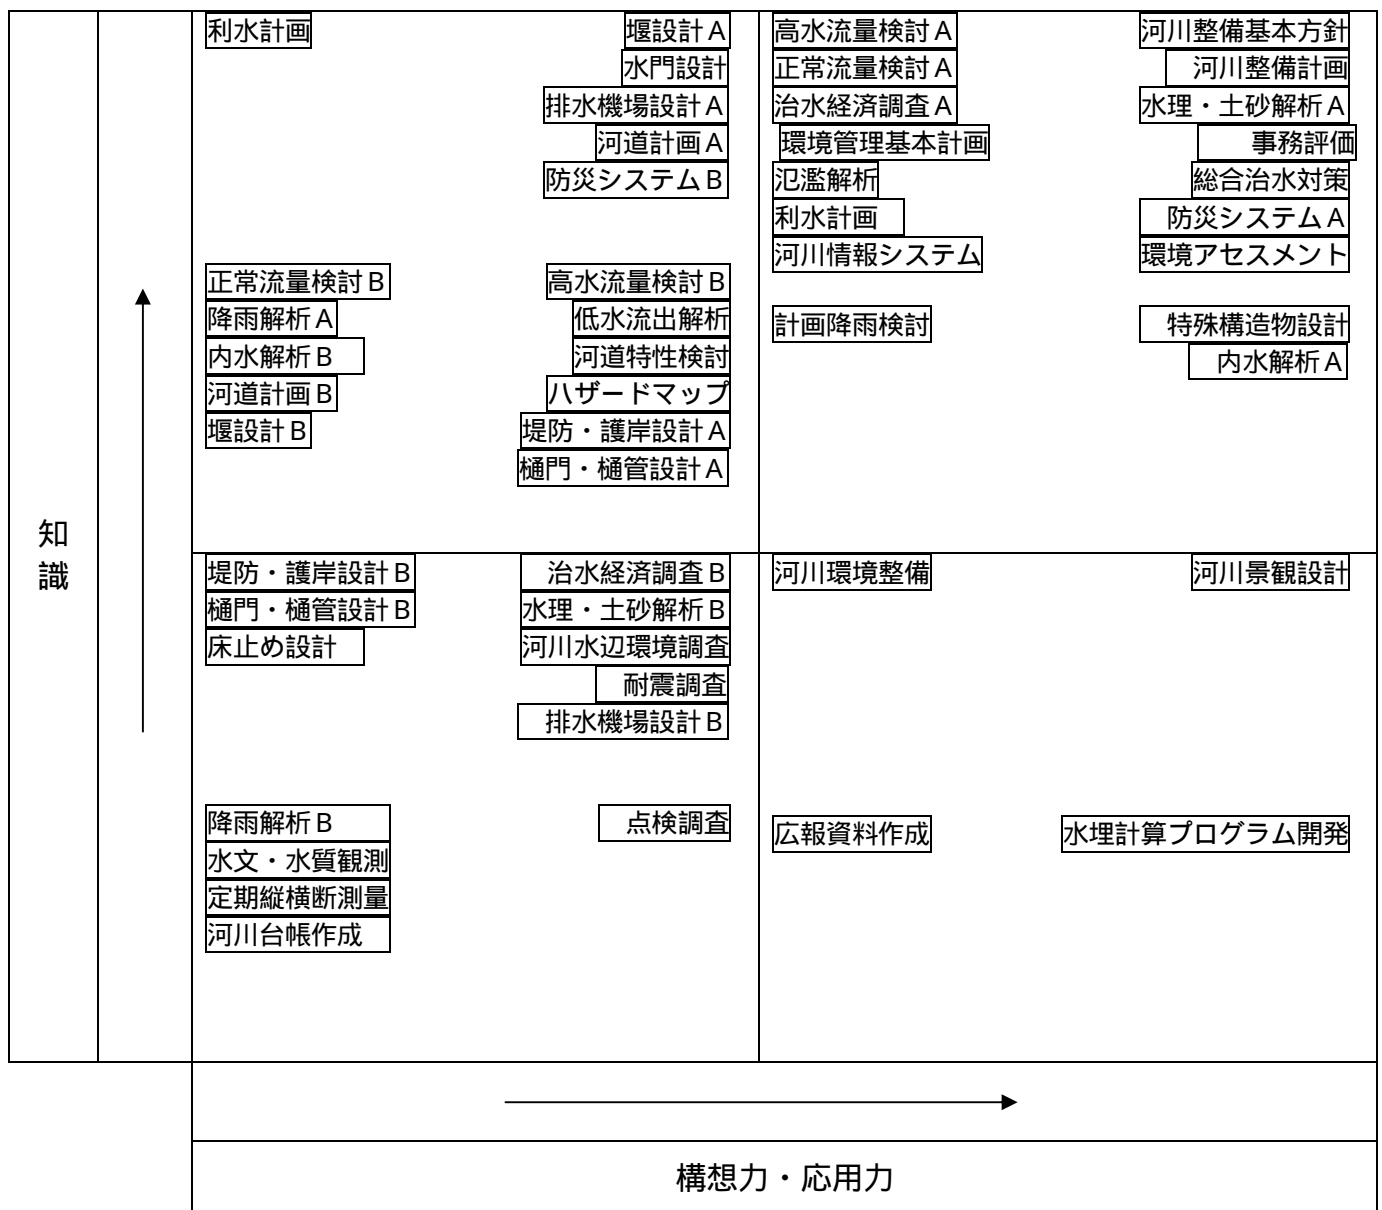 利水計画
堰設計A
水門設計
排水機場設計A
河道計画A
防災システムB
正常流量検討B
降雨解析A
内水解析B
河道計画B
堰設計B
高水流量検討B
低水流出解析
河道特性検討
ハザードマップ
堤防・護岸設計A
樋門・樋管設計A
高水流量検討A
正常流量検討A
治水経済調査A
環境管理基本計画
氾濫解析
利水計画
河川情報システム
計画降雨検討
河川整備基本方針
河川整備計画
水理・土砂解析A
事務評価
総合治水対策
防災システムA
環境アセスメント
特殊構造物設計
内水解析A
知
識
堤防・護岸設計B
樋門・樋管設計B
床止め設計
治水経済調査B
水理・土砂解析B
河川水辺環境調査
耐震調査
排水機場設計B
降雨解析B
水文・水質観測
定期縦横断測量
河川台帳作成
点検調査
河川環境整備
河川景観設計
広報資料作成
水埋計算プログラム開発
構想力・応用力